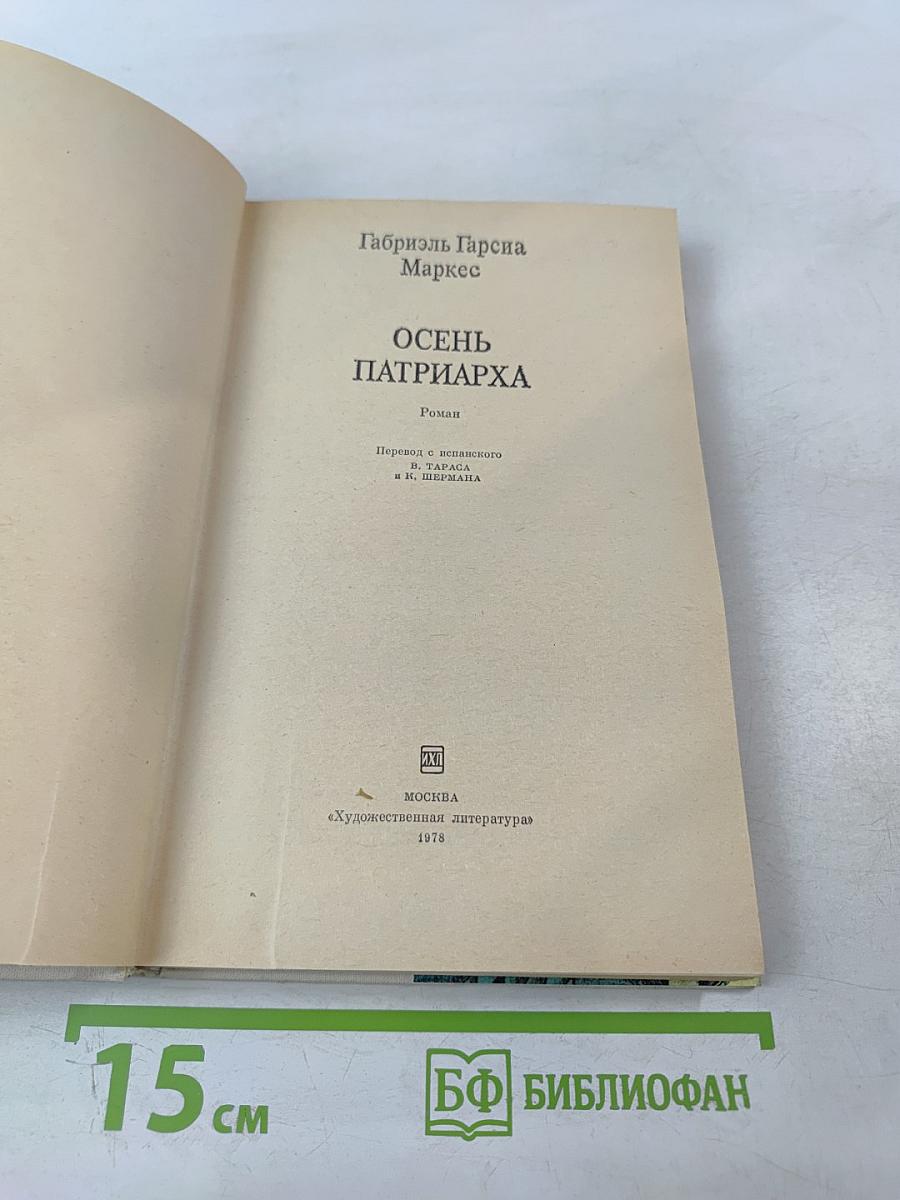 Габриэль Гарсиа
Маркес
ОСЕНЬ
ПАТРИАРХА
Роман
Перевод с испанского
В. ТАРАСА
и К. ШЕРМАНА
ИХЛ
МОСКВА
«Художественная литература»
1978
15 см
БФ БИБЛИОФАН